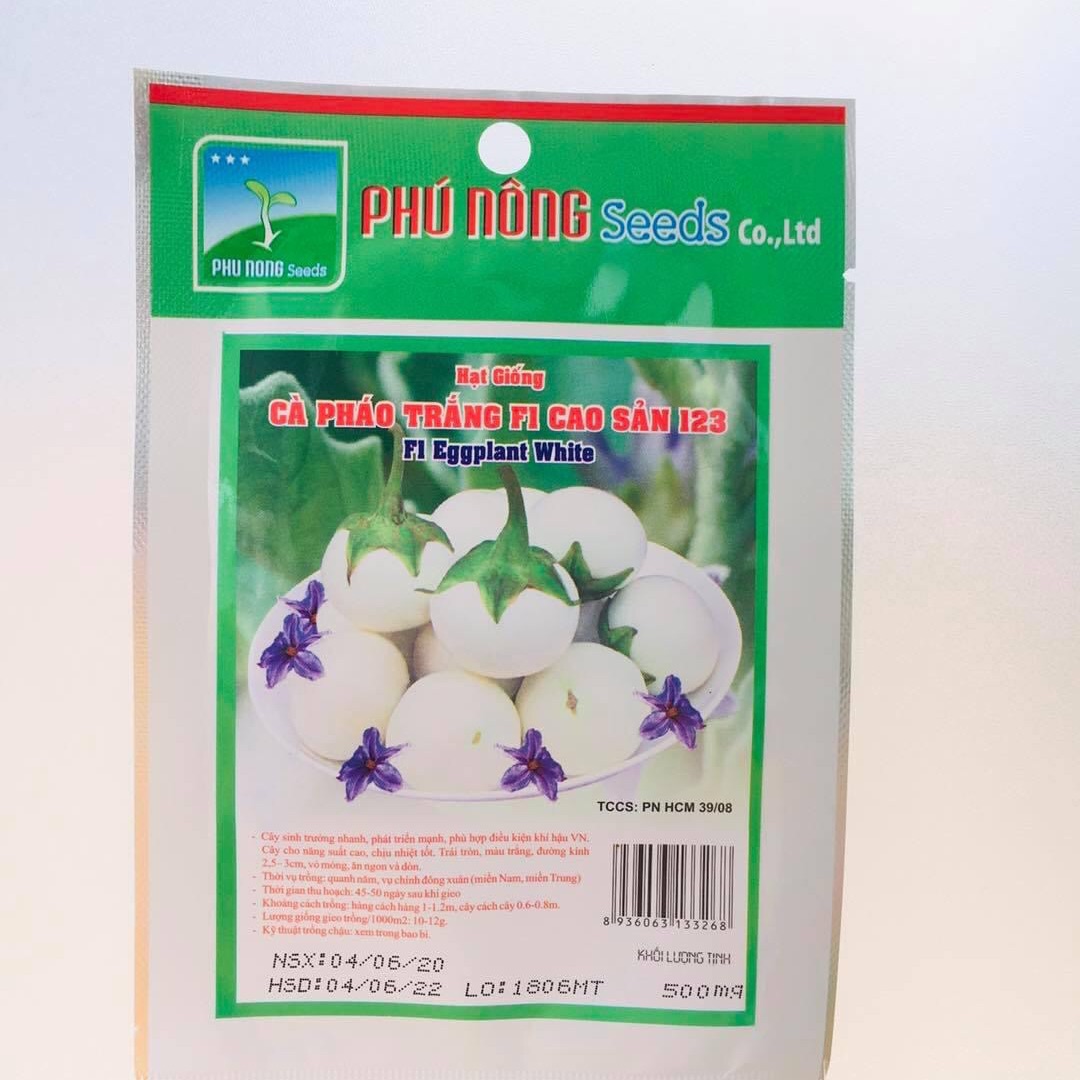 PHÚ NÔNG Seeds Co.,Ltd
PHU NONG Seeds
Hạt Giống
CÀ PHÁO TRẮNG F1 CAO SẢN 123
F1 Eggplant White
TCCS: PN HCM 39/08
- Cây sinh trưởng nhanh, phát triển mạnh, phù hợp điều kiện khí hậu VN.
Cây cho năng suất cao, chịu nhiệt tốt. Trái tròn, màu trắng, đường kính
2,5-3cm, vỏ mỏng, ăn ngon và dòn.
- Thời vụ trồng: quanh năm, vụ chính đông xuân (miền Nam, miền Trung)
- Thời gian thu hoạch: 45-50 ngày sau khi gieo
- Khoảng cách trồng: hàng cách hàng 1-1.2m, cây cách cây 0.6-0.8m.
- Lượng giống gieo trồng/1000m2: 10-12g.
- Kỹ thuật trồng chậu: xem trong bao bì.
8 936063 133268
KHỐI LƯỢNG TỊNH
500mg
NSX:04/06/20
HSD:04/06/22 LO:1806MT